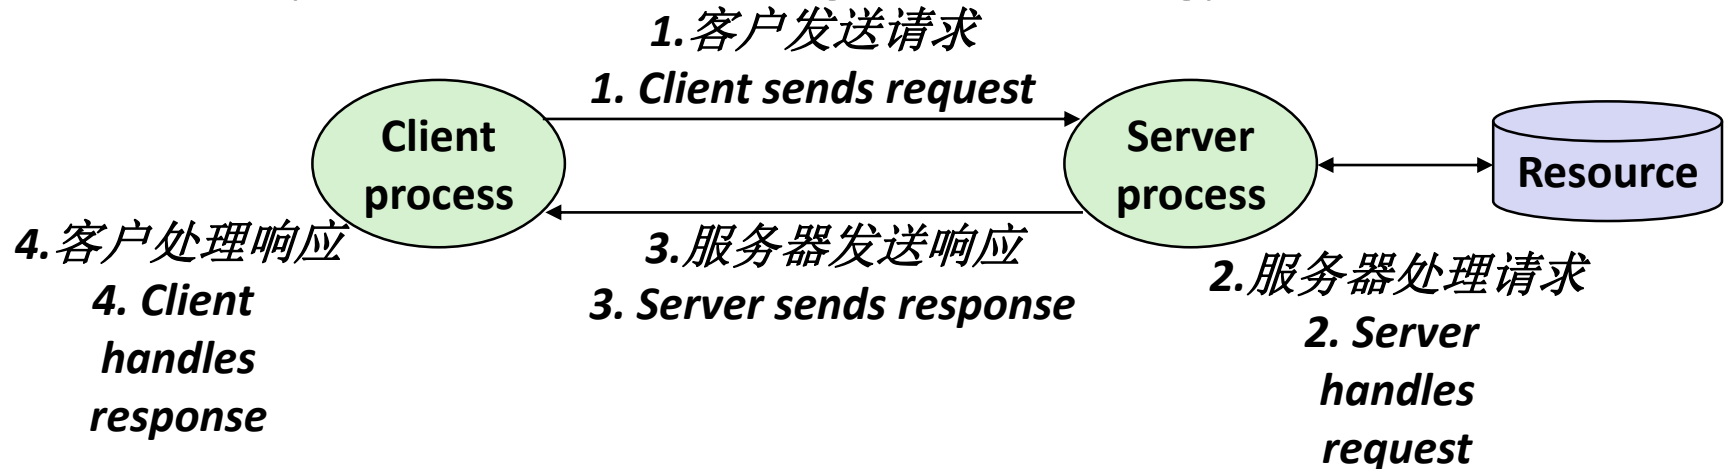 1.客户发送请求
1. Client sends request
Client
process
Server
process
Resource
4.客户处理响应
4. Client
handles
response
3.服务器发送响应
3. Server sends response
2.服务器处理请求
2. Server
handles
request